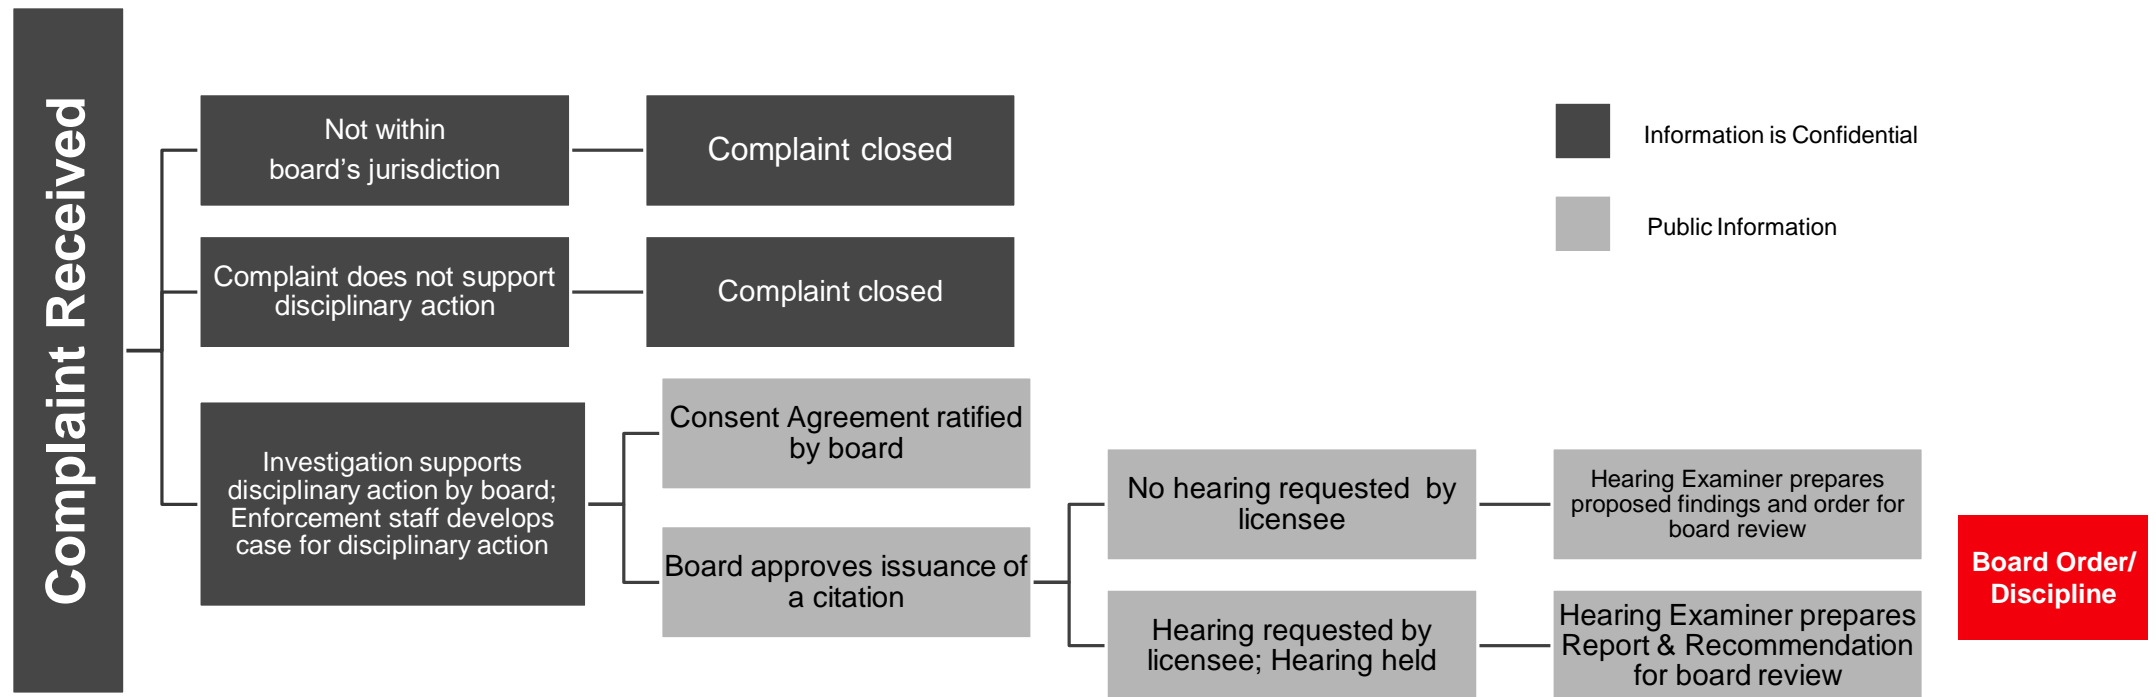 Complaint Received
Not within
board’s jurisdiction
Complaint closed
Complaint does not support
disciplinary action
Complaint closed
Investigation supports
disciplinary action by board;
Enforcement staff develops
case for disciplinary action
Consent Agreement ratified
by board
Board approves issuance of
a citation
No hearing requested by
licensee
Hearing Examiner prepares
proposed findings and order for
board review
Hearing requested by
licensee; Hearing held
Hearing Examiner prepares
Report & Recommendation
for board review
Board Order/
Discipline
Information is Confidential
Public Information